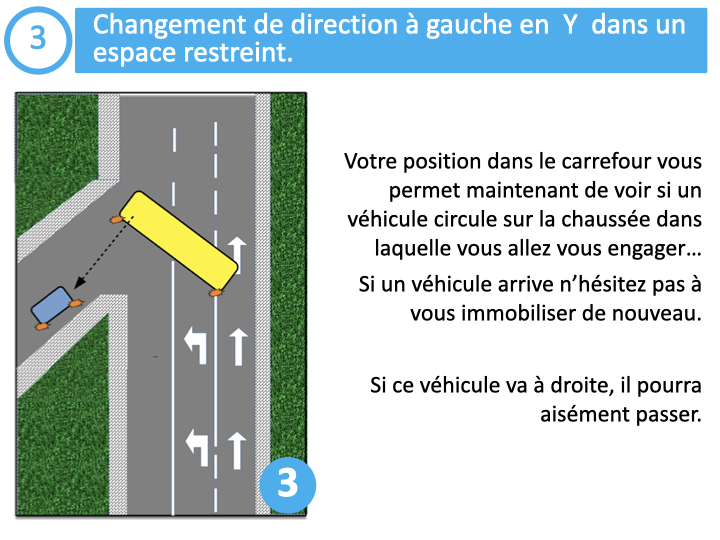 3
Changement de direction à gauche en Y dans un
espace restreint.
Votre position dans le carrefour vous
permet maintenant de voir si un
véhicule circule sur la chaussée dans
laquelle vous allez vous engager…
Si un véhicule arrive n’hésitez pas à
vous immobiliser de nouveau.
Si ce véhicule va à droite, il pourra
aisément passer.
3